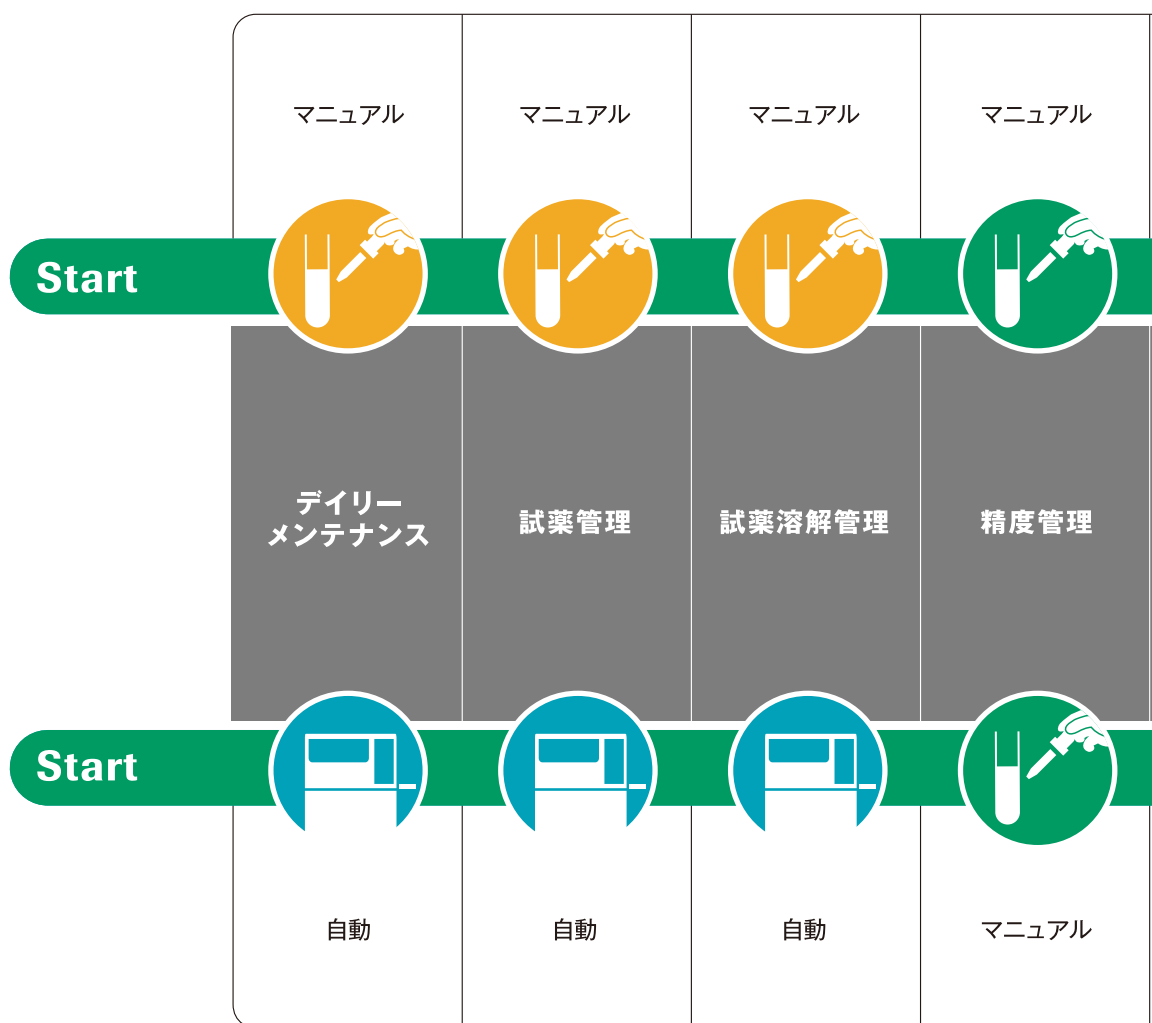 マニュアル
マニュアル
マニュアル
マニュアル
Start
デイリー
メンテナンス
試薬管理
試薬溶解管理
精度管理
Start
自動
自動
自動
マニュアル